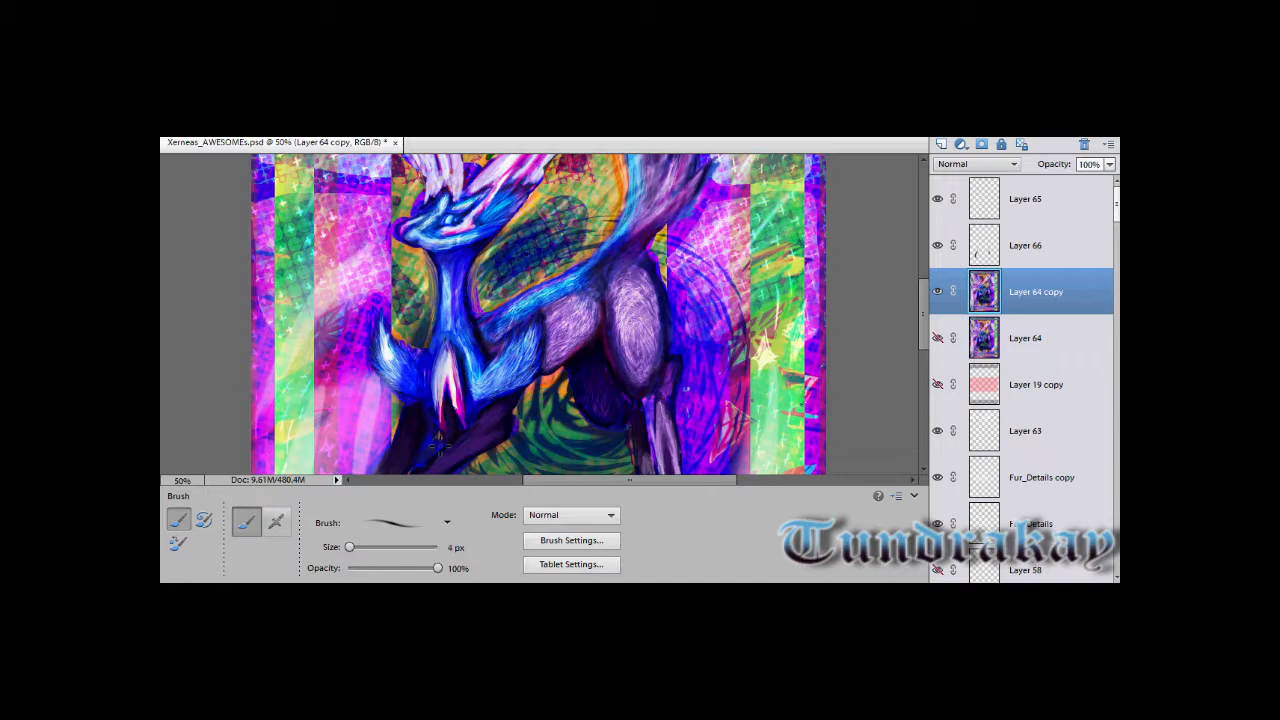 Xerneas_AWESOMEs.psd @ 50% (Layer 64 copy, RGB/8) * ×
Normal Opacity: 100%
Layer 65
Layer 66
Layer 64 copy
Layer 64
Layer 19 copy
Layer 63
Fur_Details copy
Layer 58
50% Doc: 9.61M/480.4M
Brush
Brush:
Size: 4 px
Opacity: 100%
Mode: Normal
Brush Settings...
Tablet Settings...
Tundrakay